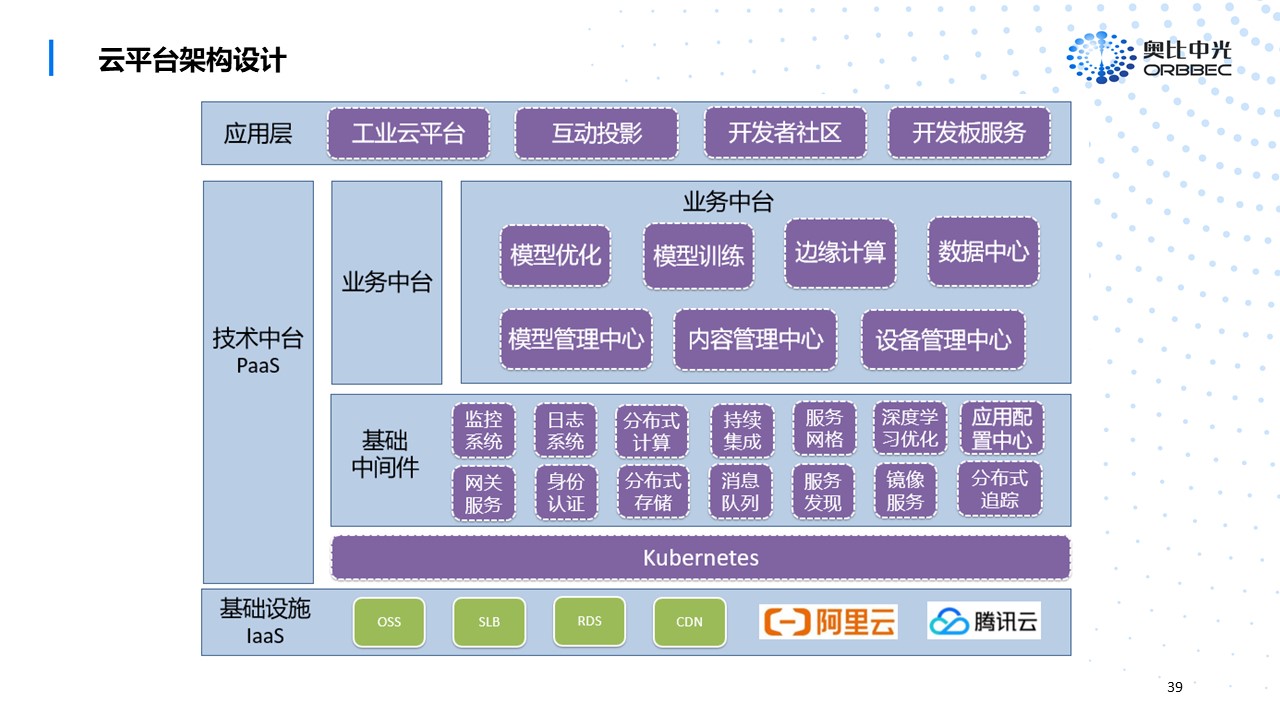 云平台架构设计
奥比中光
ORBBEC
应用层
工业云平台
互动投影
开发者社区
开发板服务
技术中台
PaaS
业务中台
业务中台
模型优化
模型训练
边缘计算
数据中心
模型管理中心
内容管理中心
设备管理中心
基础
中间件
监控
系统
日志
系统
分布式
计算
持续
集成
服务
网格
深度学
习优化
应用配
置中心
网关
服务
身份
认证
分布式
存储
消息
队列
服务
发现
镜像
服务
分布式
追踪
Kubernetes
基础设施
IaaS
OSS
SLB
RDS
CDN
阿里云
腾讯云
39